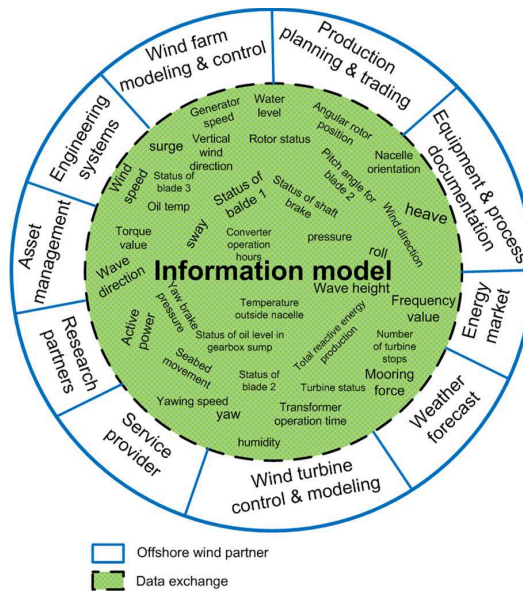 Wind farm
modeling & control
Production
planning & trading
Equipment & process
documentation
Energy
market
Weather
forecast
Wind turbine
control & modeling
Service
provider
Research
partners
Asset
management
Engineering
systems
Generator
speed
Water
level
Angular rotor
position
surge
Vertical
wind
direction
Rotor status
Nacelle
orientation
Wind
speed
Status of
blade 3
Status of
balde 1
Status of shaft
brake
Pitch angle for
blade 2
Wind direction
heave
Oil temp
sway
Torque
value
Converter
operation
hours
pressure
roll
Wave
direction
Information model
Wave height
Yaw brake
pressure
Temperature
outside nacelle
Frequency
value
Active
power
Status of oil level in
gearbox sump
Total reactive energy
production
Number
of turbine
stops
Seabed
movement
Status of
blade 2
Turbine status
Mooring
force
Yawing speed
yaw
Transformer
operation time
humidity
Offshore wind partner
Data exchange